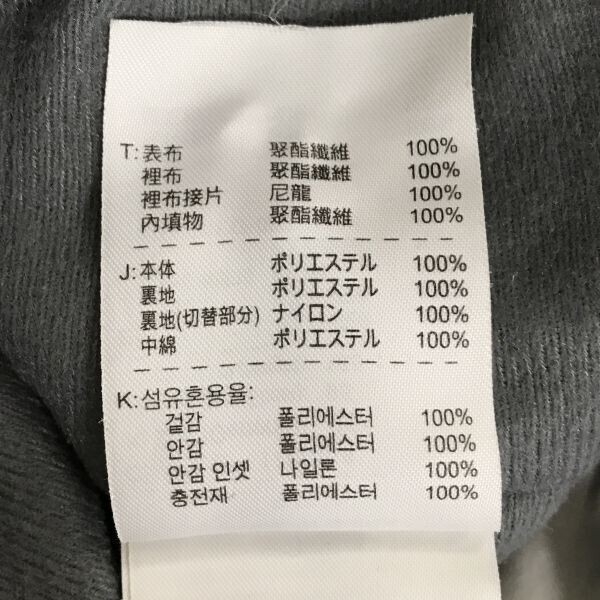 T: 表布 聚酯纖維 100%
裡布 聚酯纖維 100%
裡布接片 尼龍 100%
內填物 聚酯纖維 100%
J: 本体 ポリエステル 100%
裏地 ポリエステル 100%
裏地(切替部分) ナイロン 100%
中綿 ポリエステル 100%
K: 섬유혼용율:
겉감 폴리에스터 100%
안감 폴리에스터 100%
안감 인셋 나일론 100%
충전재 폴리에스터 100%